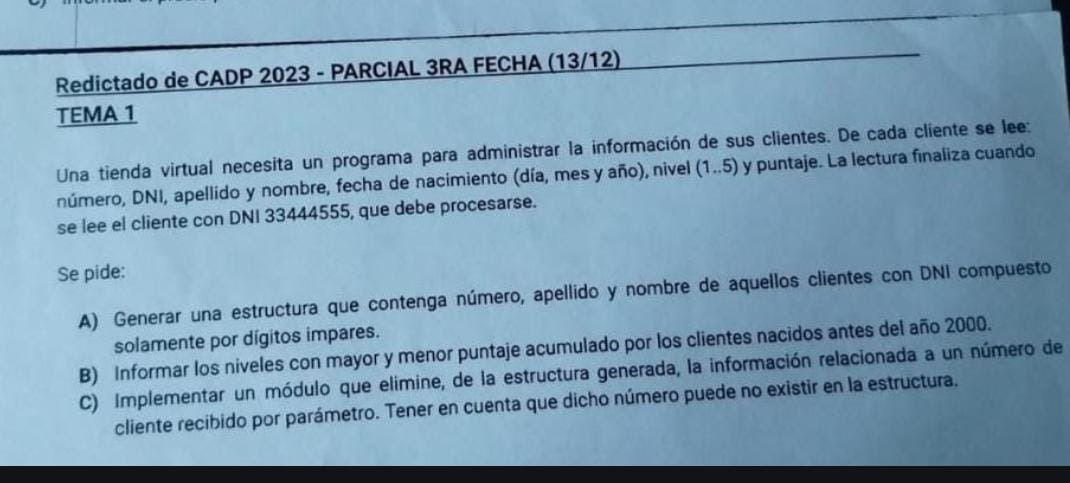 Redictado de CADP 2023 - PARCIAL 3RA FECHA (13/12)
TEMA 1
Una tienda virtual necesita un programa para administrar la información de sus clientes. De cada cliente se lee:
número, DNI, apellido y nombre, fecha de nacimiento (día, mes y año), nivel (1..5) y puntaje. La lectura finaliza cuando
se lee el cliente con DNI 33444555, que debe procesarse.
Se pide:
A) Generar una estructura que contenga número, apellido y nombre de aquellos clientes con DNI compuesto
solamente por dígitos impares.
B) Informar los niveles con mayor y menor puntaje acumulado por los clientes nacidos antes del año 2000.
C) Implementar un módulo que elimine, de la estructura generada, la información relacionada a un número de
cliente recibido por parámetro. Tener en cuenta que dicho número puede no existir en la estructura.